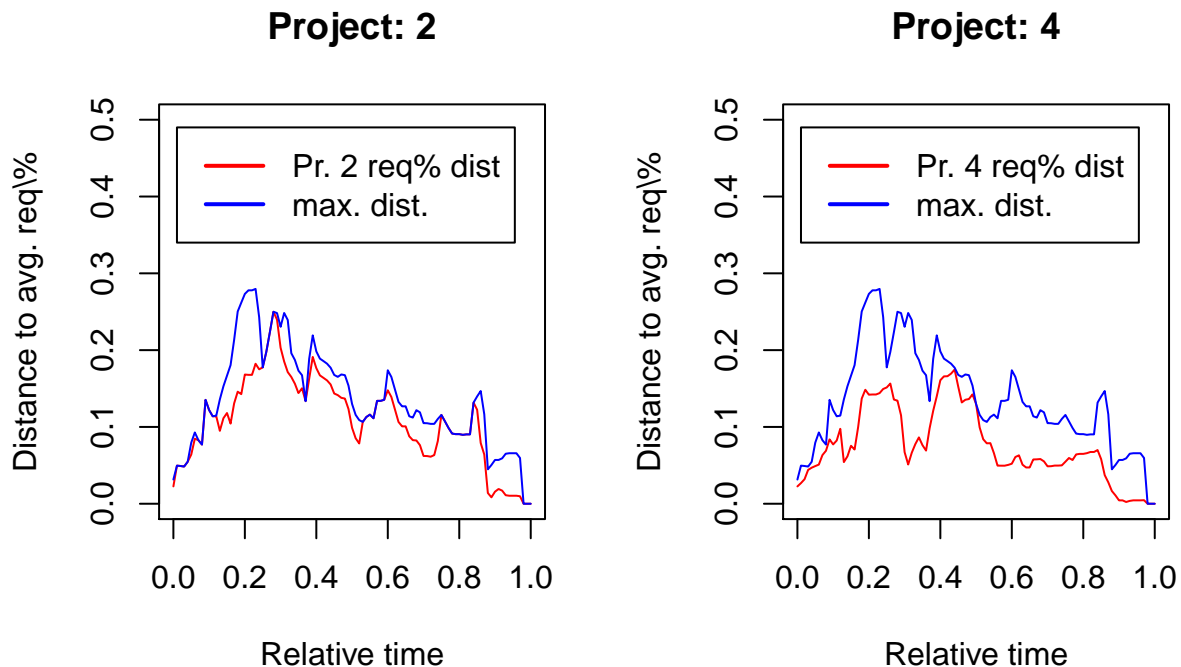 Project: 2
Distance to avg. req\%
0.5
0.4
0.3
0.2
0.1
0.0
Pr. 2 req% dist
max. dist.
0.0 0.2 0.4 0.6 0.8 1.0
Relative time
Project: 4
Distance to avg. req\%
0.5
0.4
0.3
0.2
0.1
0.0
Pr. 4 req% dist
max. dist.
0.0 0.2 0.4 0.6 0.8 1.0
Relative time